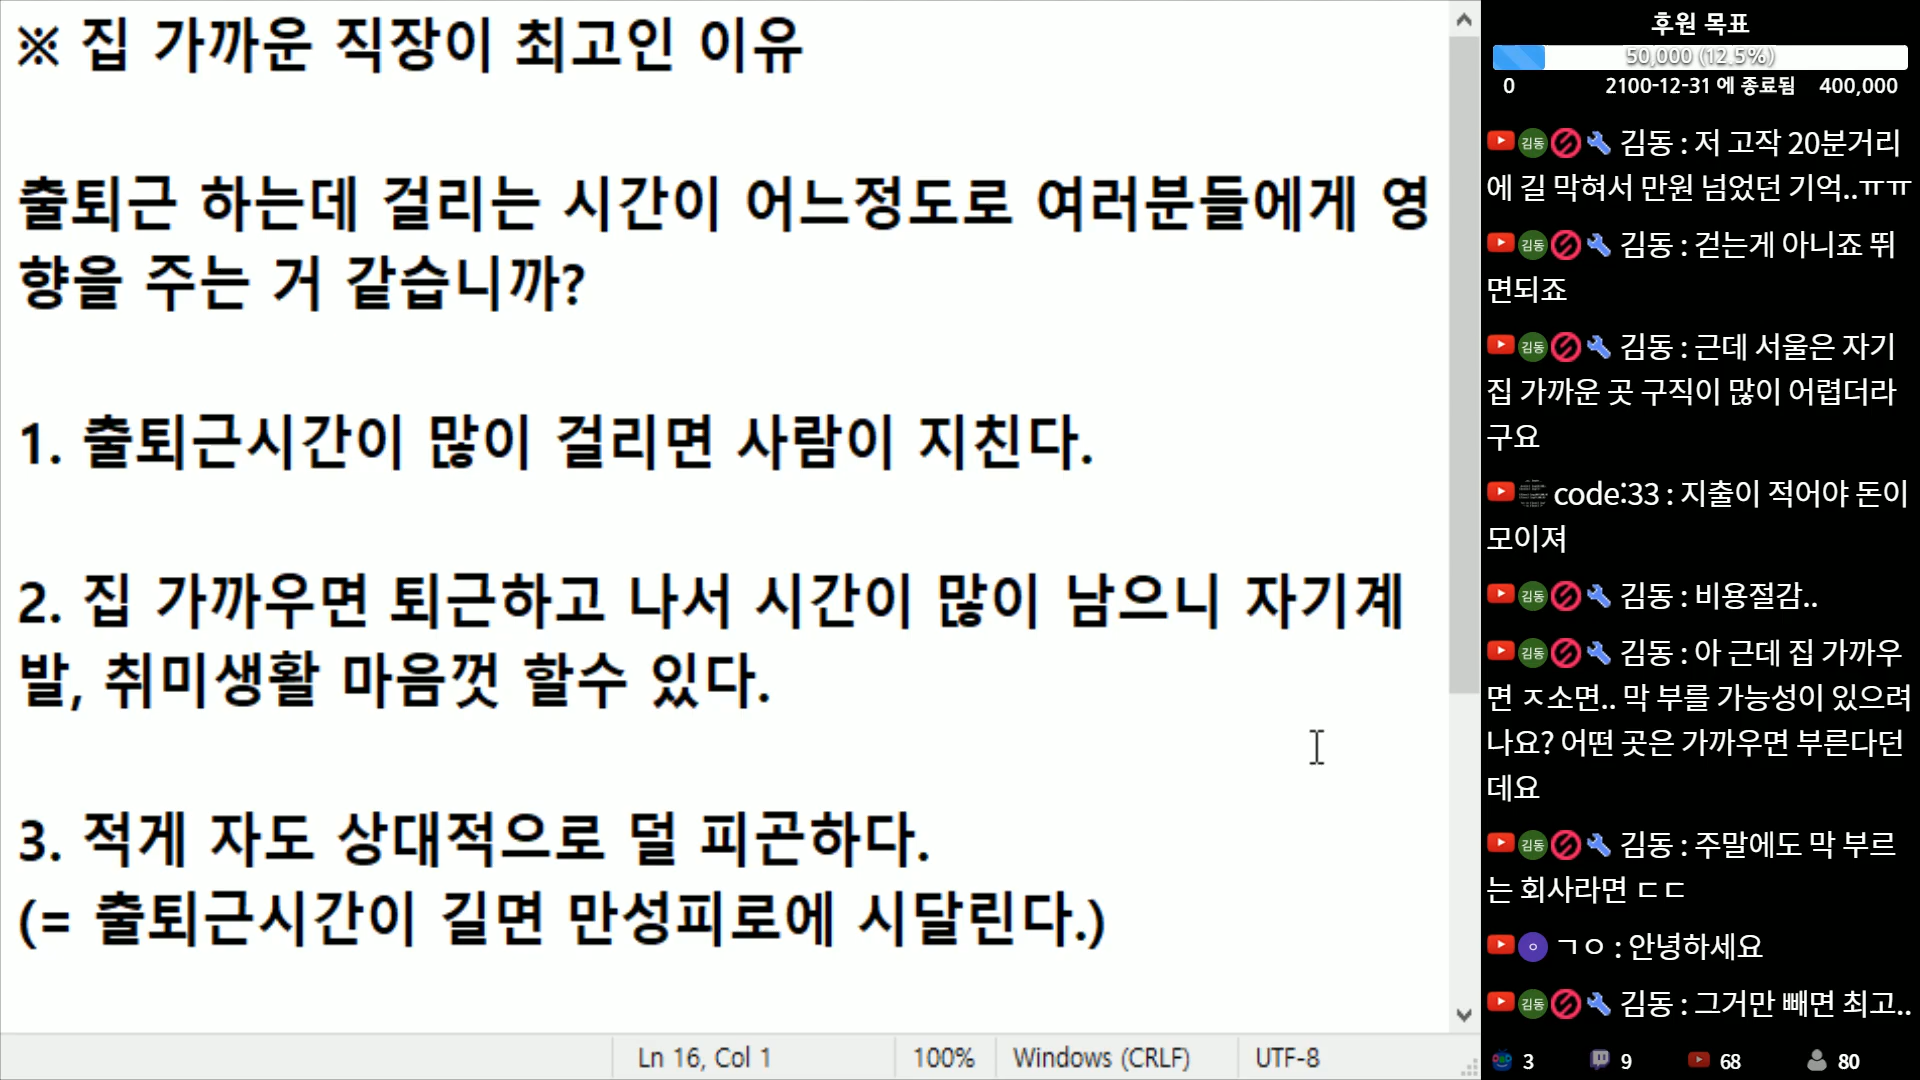 ※ 집 가까운 직장이 최고인 이유
출퇴근 하는데 걸리는 시간이 어느정도로 여러분들에게 영
향을 주는 거 같습니까?
1. 출퇴근시간이 많이 걸리면 사람이 지친다.
2. 집 가까우면 퇴근하고 나서 시간이 많이 남으니 자기계
발, 취미생활 마음껏 할수 있다.
3. 적게 자도 상대적으로 덜 피곤하다.
(= 출퇴근시간이 길면 만성피로에 시달린다.)
Ln 16, Col 1 100% Windows (CRLF) UTF-8
후원 목표
50,000 (12.5%)
0 2100-12-31 에 종료됨 400,000
김동 김동 : 저 고작 20분거리
에 길 막혀서 만원 넘었던 기억..ㅠㅠ
김동 김동 : 걷는게 아니죠 뛰
면되죠
김동 김동 : 근데 서울은 자기
집 가까운 곳 구직이 많이 어렵더라
구요
code:33 : 지출이 적어야 돈이
모이져
김동 김동 : 비용절감..
김동 김동 : 아 근데 집 가까우
면 ㅈ소면.. 막 부를 가능성이 있으려
나요? 어떤 곳은 가까우면 부른다던
데요
김동 김동 : 주말에도 막 부르
는 회사라면 ㄷㄷ
ㄱㅇ : 안녕하세요
김동 김동 : 그거만 빼면 최고..
3 9 68 80